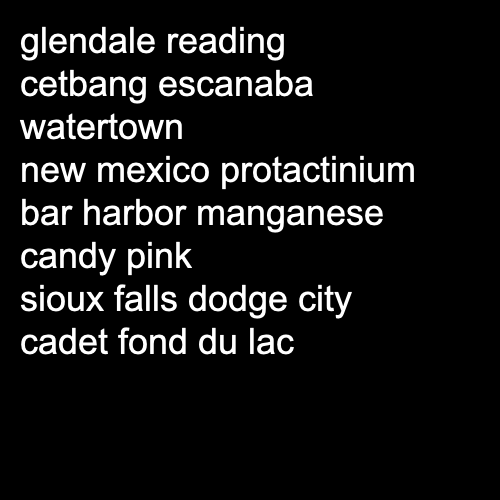 glendale reading
cetbang escanaba
watertown
new mexico protactinium
bar harbor manganese
candy pink
sioux falls dodge city
cadet fond du lac